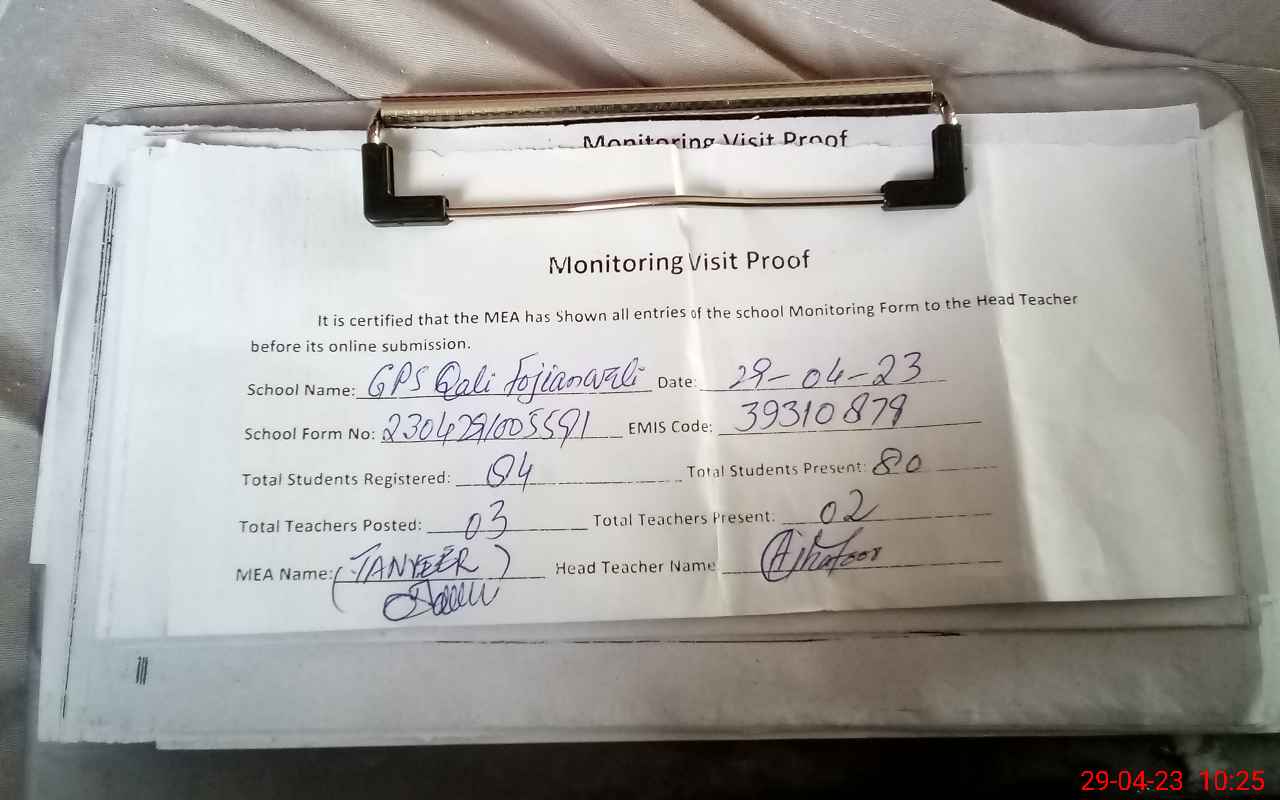 Monitoring Visit Proof
Monitoring Visit Proof
It is certified that the MEA has Shown all entries of the school Monitoring Form to the Head Teacher
before its online submission.
School Name: GPS Qali Date: 29-04-23
School Form No: 230429/005591 EMIS Code: 39310879
Total Students Registered: 84 Total Students Present: 80
Total Teachers Posted: 03 Total Teachers Present: 02
MEA Name: (TANVEER) Head Teacher Name
29-04-23 10:25